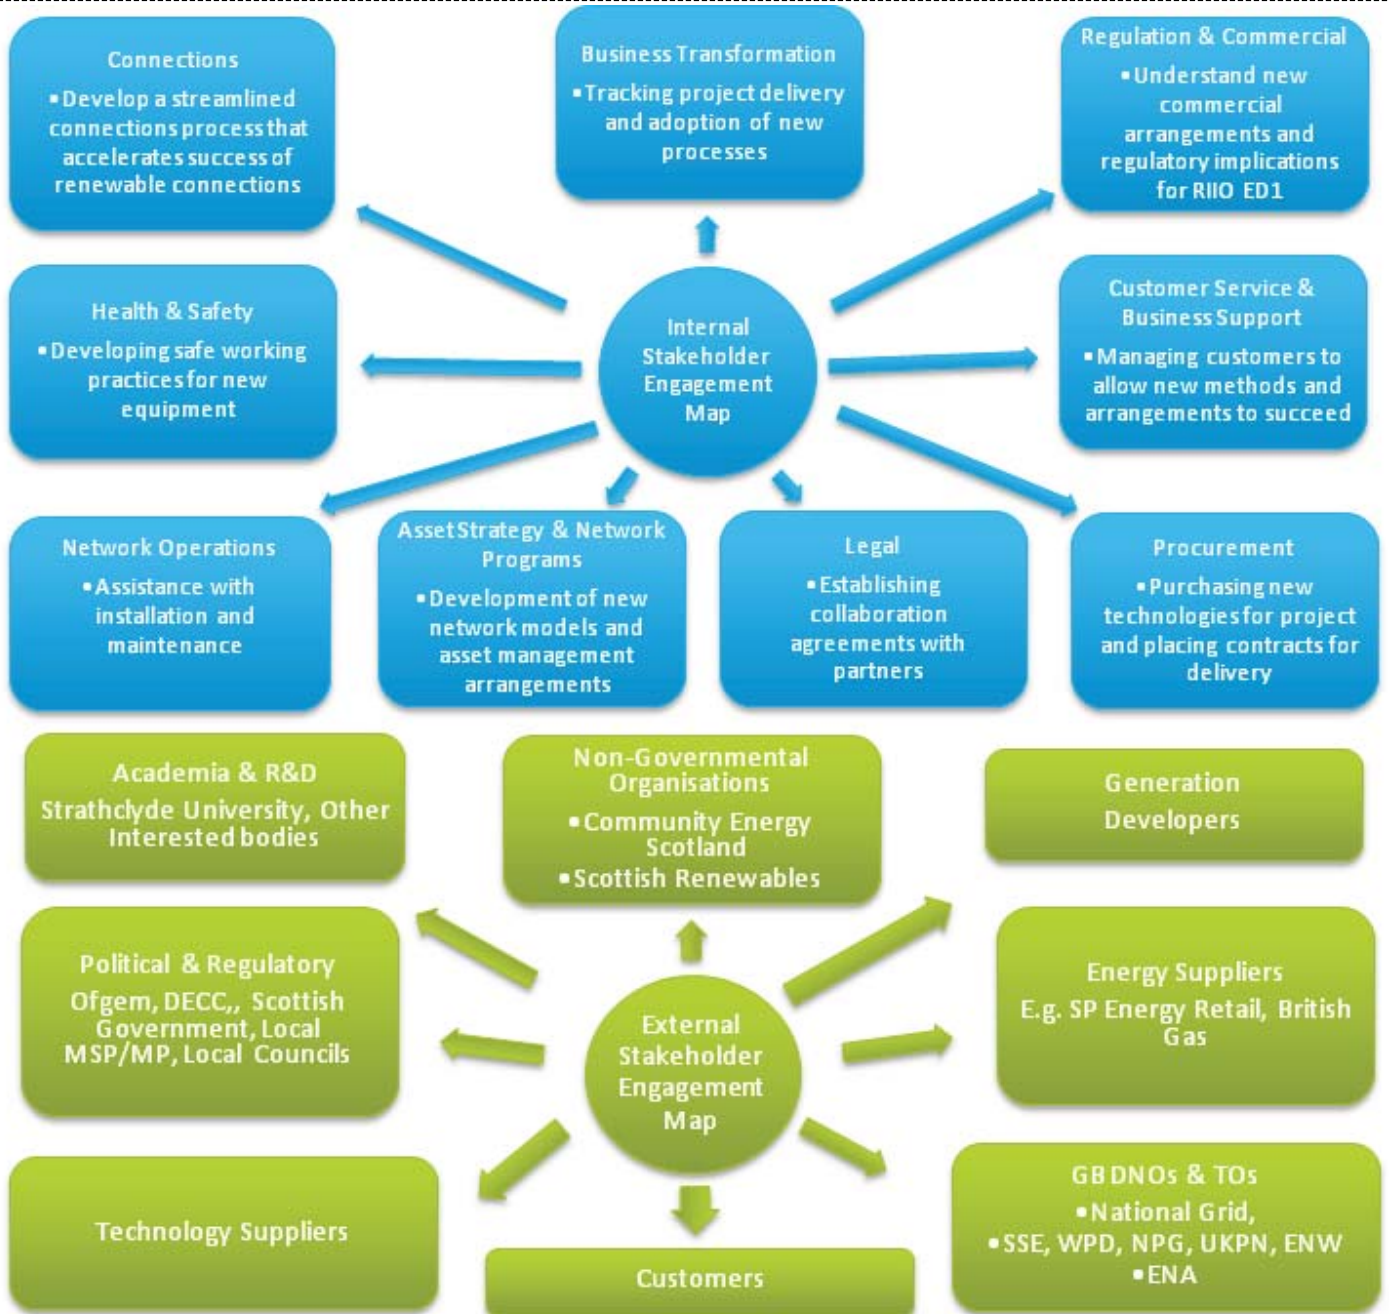 Connections
▪Develop a streamlined
connections process that
accelerates success of
renewable connections
Business Transformation
▪Tracking project delivery
and adoption of new
processes
Regulation & Commercial
▪Understand new
commercial
arrangements and
regulatory implications
for RIIO ED1
Health & Safety
▪Developing safe working
practices for new
equipment
Internal
Stakeholder
Engagement
Map
Customer Service &
Business Support
▪Managing customers to
allow new methods and
arrangements to succeed
Network Operations
▪Assistance with
installation and
maintenance
Asset Strategy & Network
Programs
▪Development of new
network models and
asset management
arrangements
Legal
▪Establishing
collaboration
agreements with
partners
Procurement
▪Purchasing new
technologies for project
and placing contracts for
delivery
Academia & R&D
Strathclyde University, Other
Interested bodies
Non-Governmental
Organisations
▪Community Energy
Scotland
▪Scottish Renewables
Generation
Developers
Political & Regulatory
Ofgem, DECC,, Scottish
Government, Local
MSP/MP, Local Councils
External
Stakeholder
Engagement
Map
Energy Suppliers
E.g. SP Energy Retail, British
Gas
Technology Suppliers
Customers
GB DNOs & TOs
▪National Grid,
▪SSE, WPD, NPG, UKPN, ENW
▪ENA